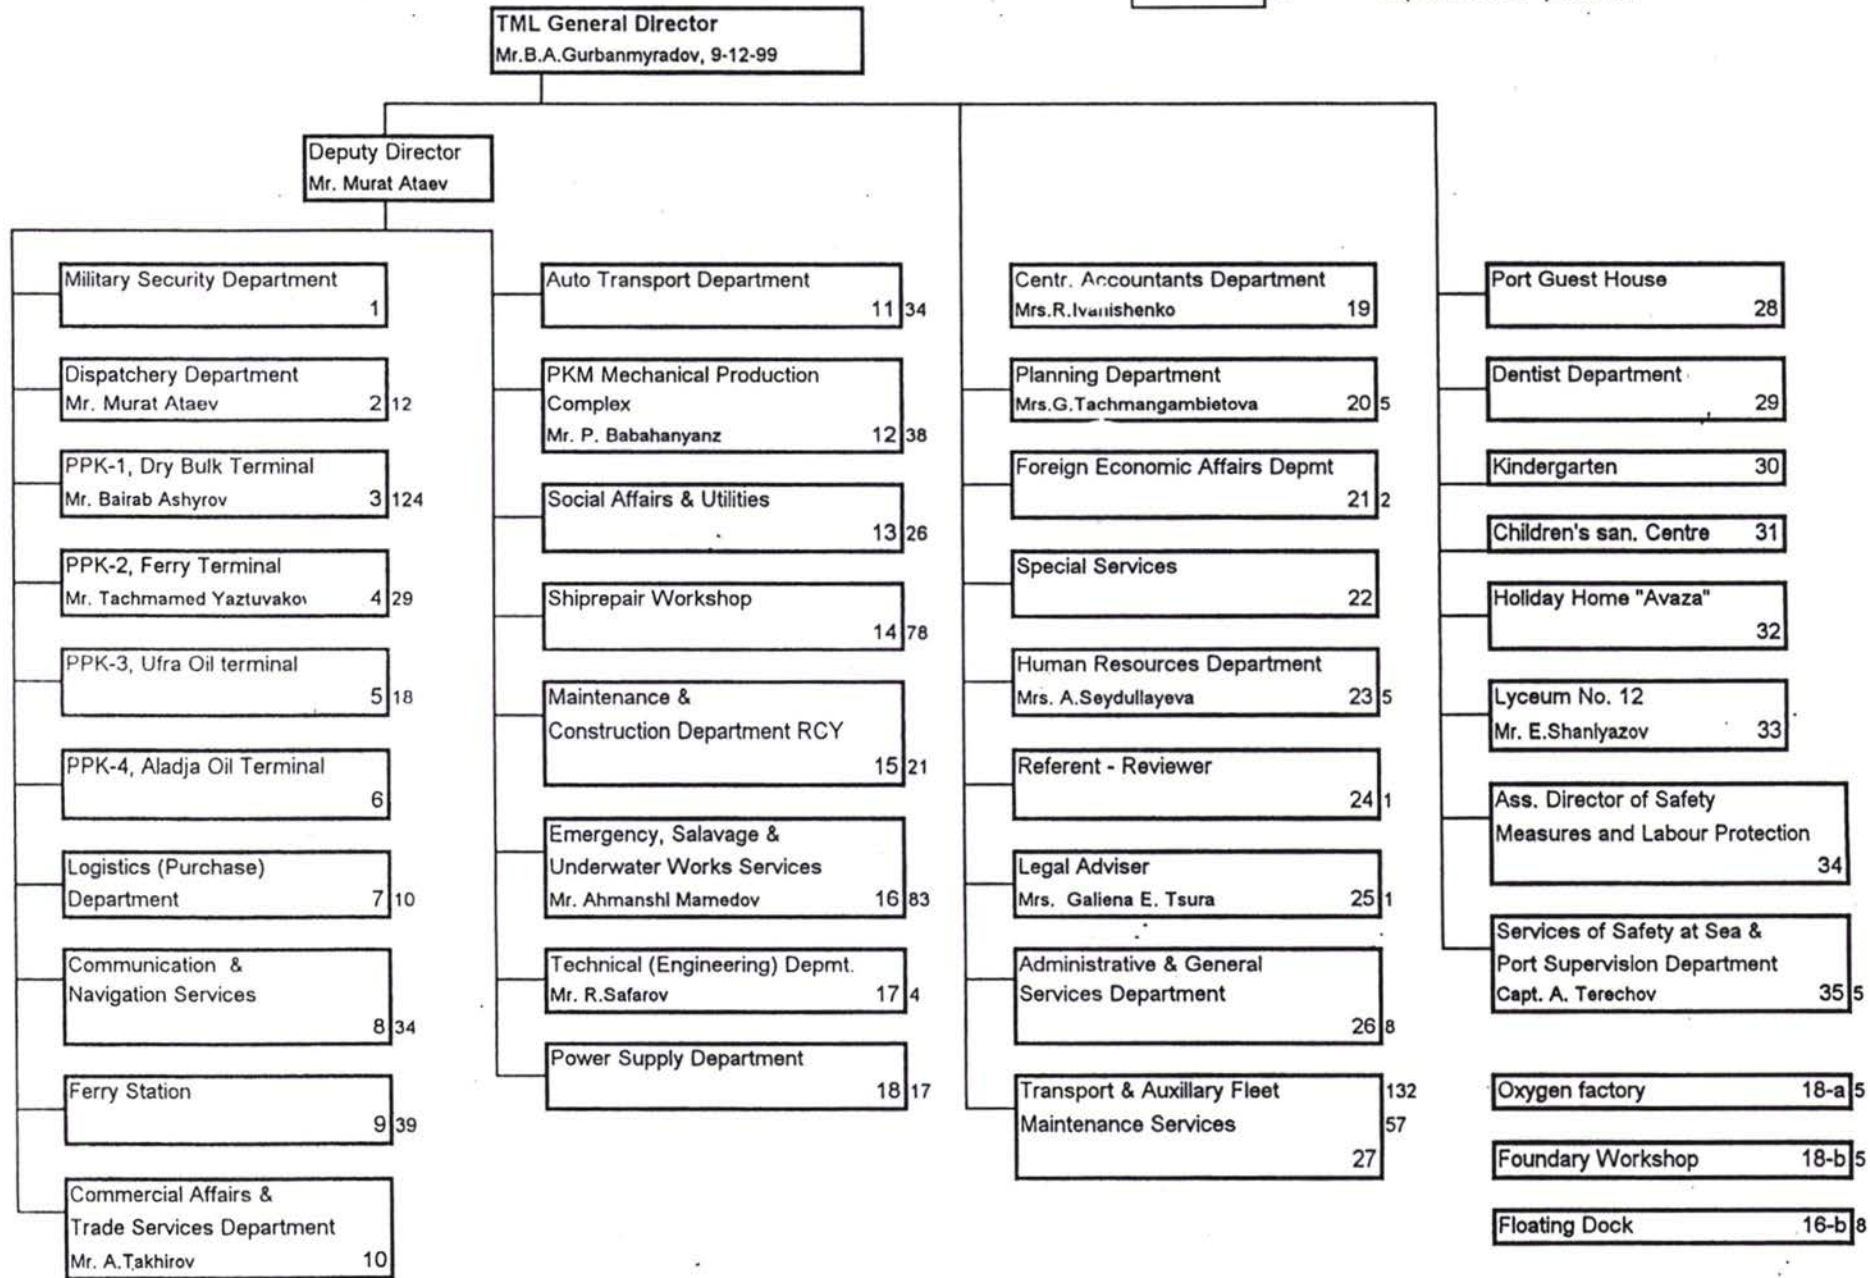 TML General Director
Mr.B.A.Gurbanmyradov, 9-12-99
Deputy Director
Mr. Murat Ataev
Military Security Department
1
Dispatchery Department
Mr. Murat Ataev 2 12
PPK-1, Dry Bulk Terminal
Mr. Bairab Ashyrov 3 124
PPK-2, Ferry Terminal
Mr. Tachmamed Yaztuvakov 4 29
PPK-3, Ufra Oil terminal
5 18
PPK-4, Aladja Oil Terminal
6
Logistics (Purchase)
Department 7 10
Communication &
Navigation Services
8 34
Ferry Station
9 39
Commercial Affairs &
Trade Services Department
Mr. A.Takhirov 10
Auto Transport Department
11 34
PKM Mechanical Production
Complex
Mr. P. Babahanyanz 12 38
Social Affairs & Utilities
13 26
Shiprepair Workshop
14 78
Maintenance &
Construction Department RCY
15 21
Emergency, Salavage &
Underwater Works Services
Mr. Ahmanshl Mamedov 16 83
Technical (Engineering) Depmt.
Mr. R.Safarov 17 4
Power Supply Department
18 17
Centr. Accountants Department
Mrs.R.Ivanishenko 19
Planning Department
Mrs.G.Tachmangambietova 20 5
Foreign Economic Affairs Depmt
21 2
Special Services
22
Human Resources Department
Mrs. A.Seydullayeva 23 5
Referent - Reviewer
24 1
Legal Adviser
Mrs. Galiena E. Tsura 25 1
Administrative & General
Services Department
26 8
Transport & Auxillary Fleet 132
Maintenance Services 57
27
Port Guest House
28
Dentist Department
29
Kindergarten 30
Children's san. Centre 31
Holiday Home "Avaza"
32
Lyceum No. 12
Mr. E.Shanlyazov 33
Ass. Director of Safety
Measures and Labour Protection
34
Services of Safety at Sea &
Port Supervision Department
Capt. A. Terechov 35 5
Oxygen factory 18-a 5
Foundary Workshop 18-b 5
Floating Dock 16-b 8